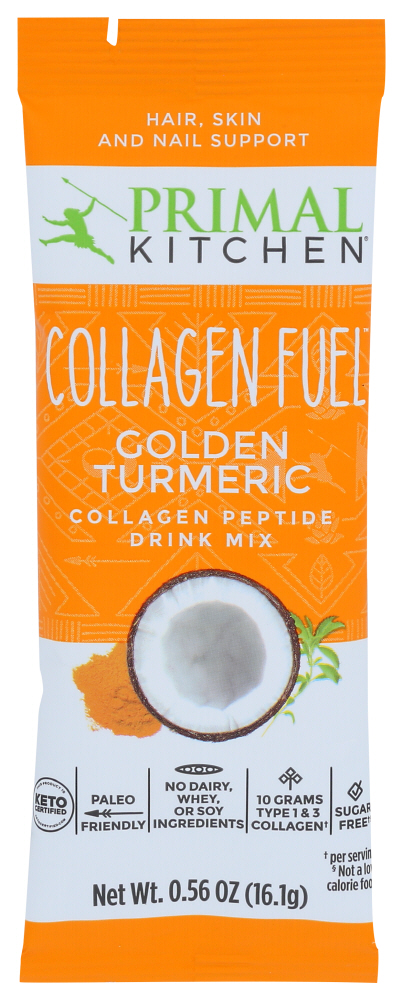 HAIR, SKIN
AND NAIL SUPPORT
PRIMAL
KITCHEN®
COLLAGEN FUEL™
GOLDEN
TURMERIC
COLLAGEN PEPTIDE
DRINK MIX
KETO
CERTIFIED
PALEO
FRIENDLY
NO DAIRY,
WHEY,
OR SOY
INGREDIENTS
10 GRAMS
TYPE 1 & 3
COLLAGEN†
SUGAR
FREE
† per servin
§ Not a lo
calorie foo
Net Wt. 0.56 OZ (16.1g)